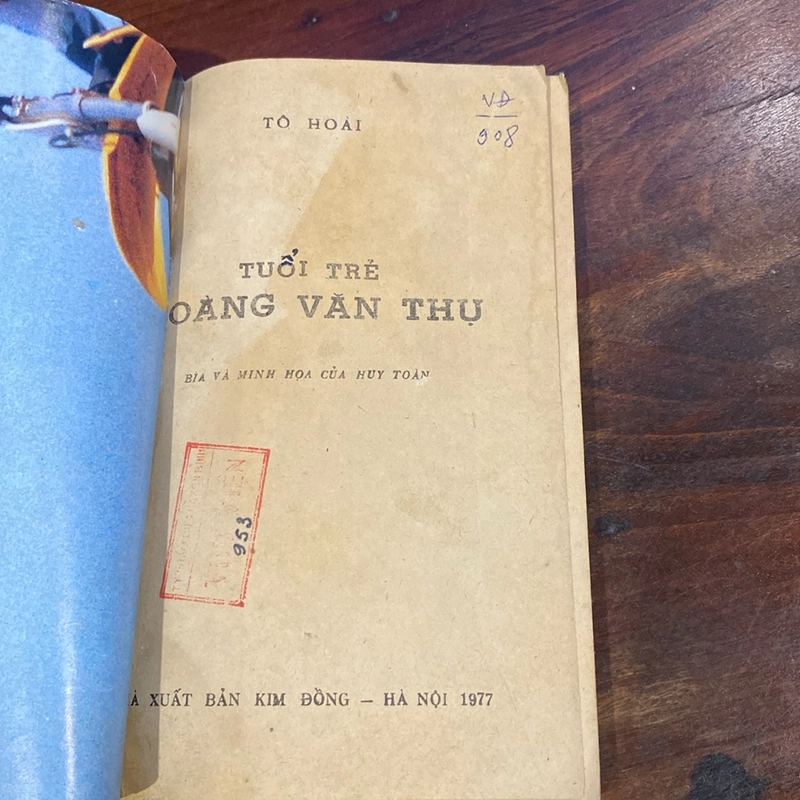 TÔ HOÀI
VĐ
908
TUỔI TRẺ
OÀNG VĂN THỤ
BÌA VÀ MINH HỌA CỦA HUY TOÀN
953
À XUẤT BẢN KIM ĐỒNG — HÀ NỘI 1977